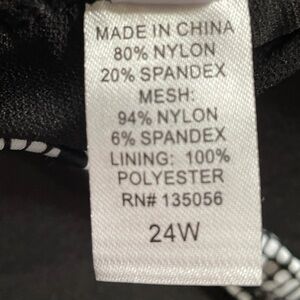 MADE IN CHINA
80% NYLON
20% SPANDEX
MESH:
94% NYLON
6% SPANDEX
LINING: 100%
POLYESTER
RN# 135056
24W